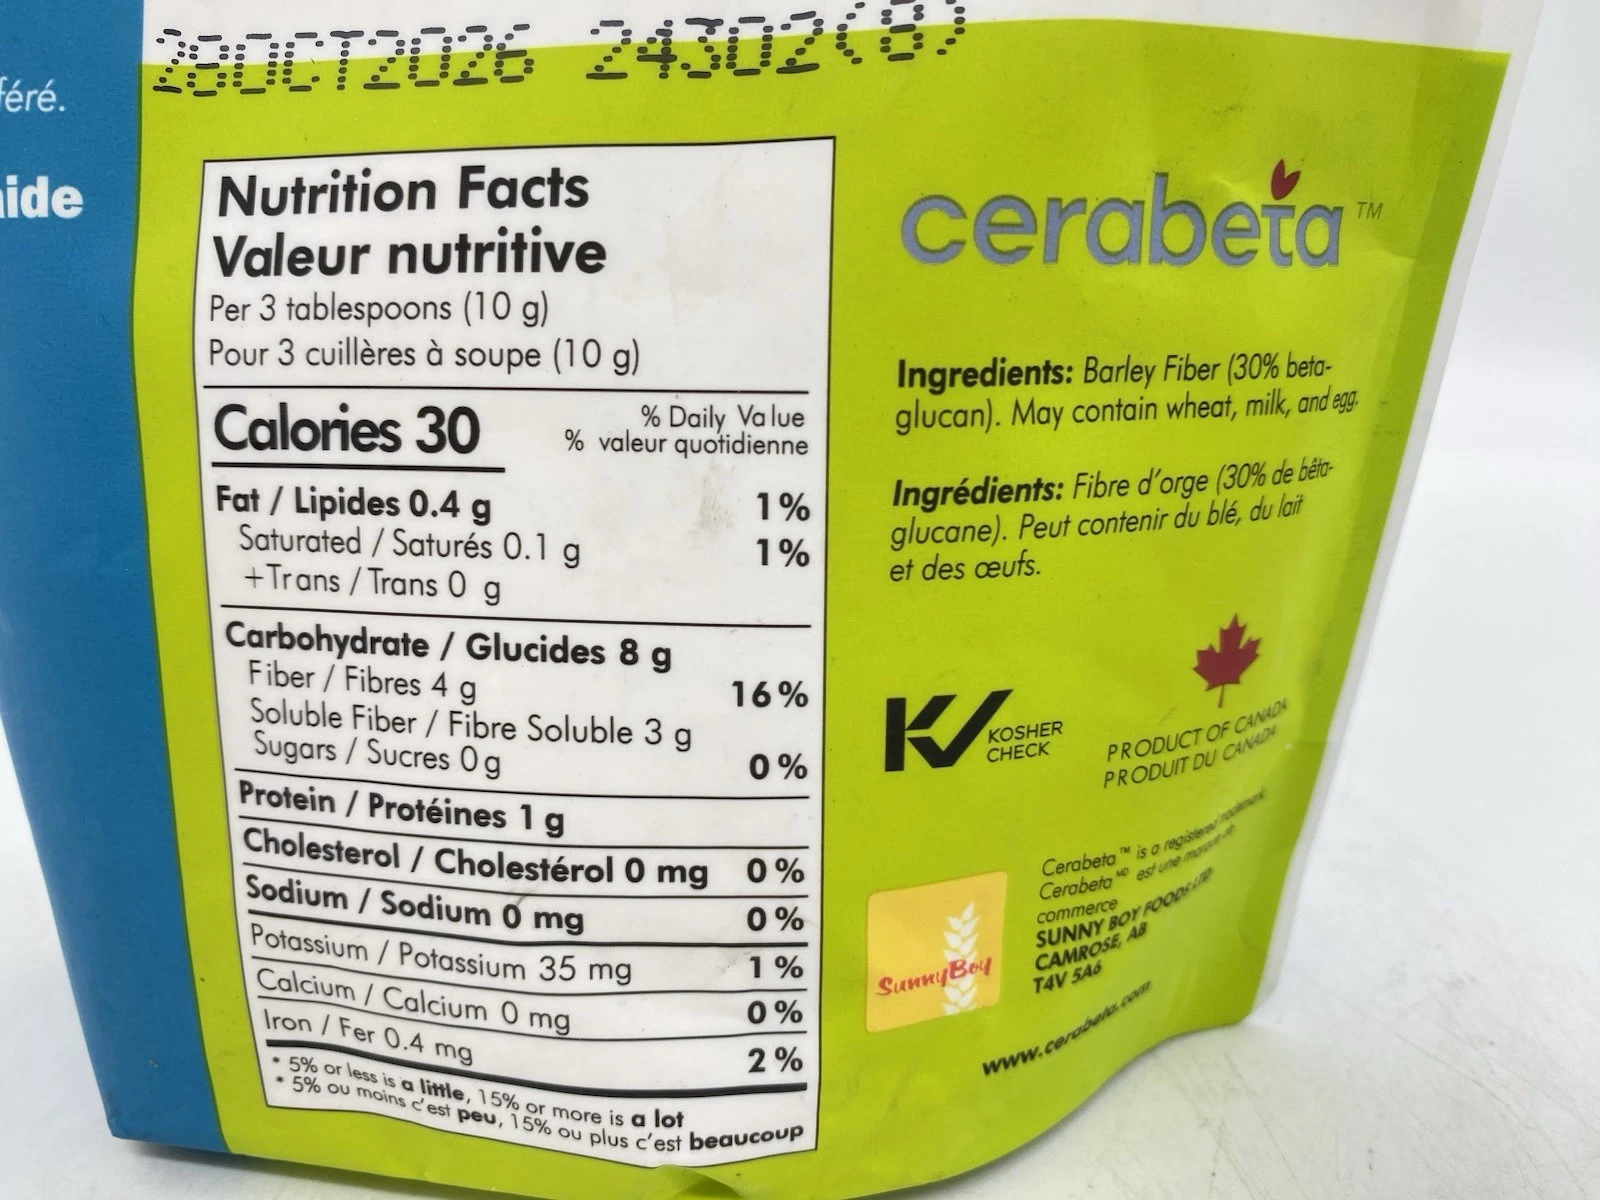 28OCT2026 24302(8)
féré.
ide
Nutrition Facts
Valeur nutritive
Per 3 tablespoons (10 g)
Pour 3 cuillères à soupe (10 g)
Calories 30
% Daily Value
% valeur quotidienne
Fat / Lipides 0.4 g 1%
Saturated / Saturés 0.1 g 1%
+Trans / Trans 0 g
Carbohydrate / Glucides 8 g
Fiber / Fibres 4 g 16%
Soluble Fiber / Fibre Soluble 3 g
Sugars / Sucres 0g 0%
Protein / Protéines 1 g
Cholesterol / Cholestérol 0 mg 0%
Sodium / Sodium 0 mg 0%
Potassium / Potassium 35 mg 1%
Calcium / Calcium 0 mg 0%
Iron / Fer 0.4 mg 2%
* 5% or less is a little, 15% or more is a lot
* 5% ou moins c'est peu, 15% ou plus c'est beaucoup
cerabeta™
Ingredients: Barley Fiber (30% beta-
glucan). May contain wheat, milk, and egg.
Ingrédients: Fibre d'orge (30% de bêta-
glucane). Peut contenir du blé, du lait
et des œufs.
KV KOSHER
CHECK
PRODUCT OF CANADA
PRODUIT DU CANADA
SunnyBoy
Cerabeta™ is a registered trademark
Cerabeta MD est une marque de
commerce
SUNNY BOY FOODS LTD
CAMROSE, AB
T4V 5A6
www.cerabeta.com